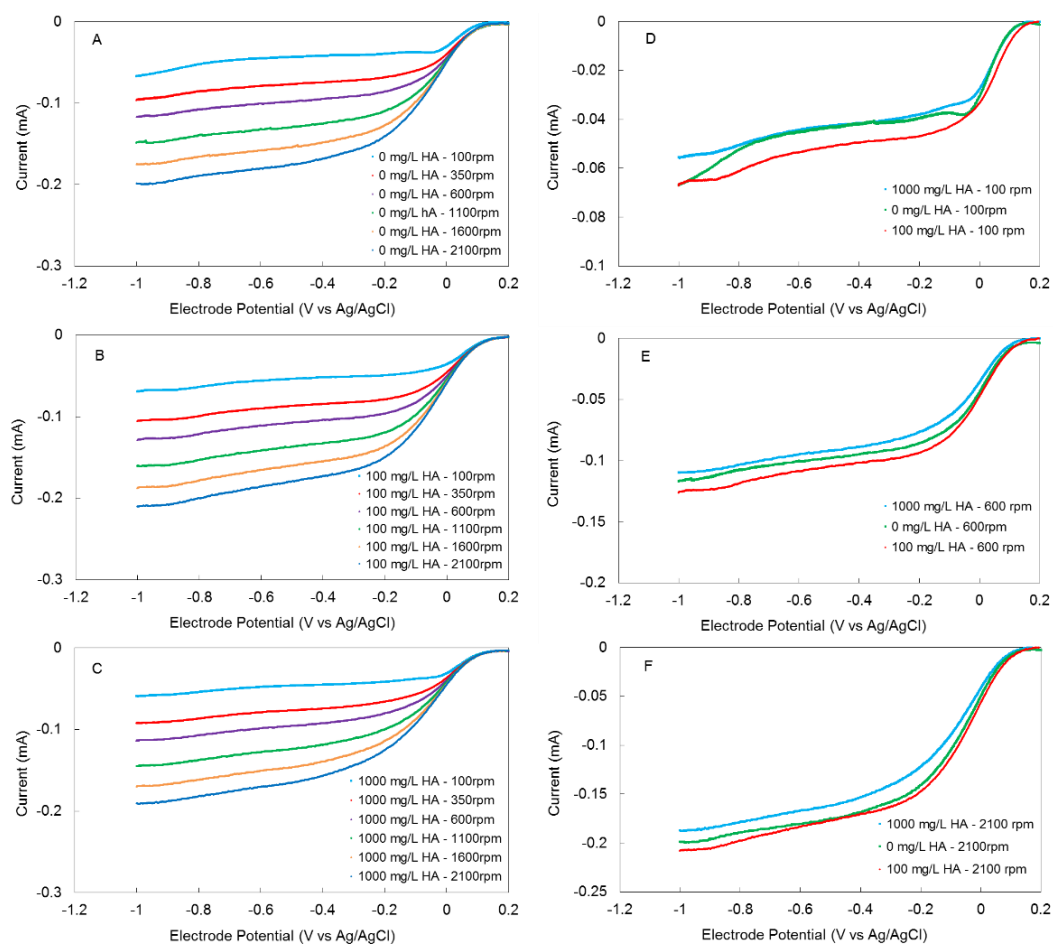 A
0
-0.1
-0.2
-0.3
Current (mA)
0 mg/L HA - 100rpm
0 mg/L HA - 350rpm
0 mg/L HA - 600rpm
0 mg/L hA - 1100rpm
0 mg/L HA - 1600rpm
0 mg/L HA - 2100rpm
-1.2 -1 -0.8 -0.6 -0.4 -0.2 0 0.2
Electrode Potential (V vs Ag/AgCl)
D
0
-0.02
-0.04
-0.06
-0.08
-0.1
Current (mA)
1000 mg/L HA - 100 rpm
0 mg/L HA - 100rpm
100 mg/L HA - 100 rpm
-1.2 -1 -0.8 -0.6 -0.4 -0.2 0 0.2
Electrode Potential (V vs Ag/AgCl)
B
0
-0.1
-0.2
-0.3
Current (mA)
100 mg/L HA - 100rpm
100 mg/L HA - 350rpm
100 mg/L HA - 600rpm
100 mg/L HA - 1100rpm
100 mg/L HA - 1600rpm
100 mg/L HA - 2100rpm
-1.2 -1 -0.8 -0.6 -0.4 -0.2 0 0.2
Electrode Potential (V vs Ag/AgCl)
E
0
-0.05
-0.1
-0.15
-0.2
Current (mA)
1000 mg/L HA - 600 rpm
0 mg/L HA - 600rpm
100 mg/L HA - 600 rpm
-1.2 -1 -0.8 -0.6 -0.4 -0.2 0 0.2
Electrode Potential (V vs Ag/AgCl)
C
0
-0.1
-0.2
-0.3
Current (mA)
1000 mg/L HA - 100rpm
1000 mg/L HA - 350rpm
1000 mg/L HA - 600rpm
1000 mg/L HA - 1100rpm
1000 mg/L HA - 1600rpm
1000 mg/L HA - 2100rpm
-1.2 -1 -0.8 -0.6 -0.4 -0.2 0 0.2
Electrode Potential (V vs Ag/AgCl)
F
0
-0.05
-0.1
-0.15
-0.2
-0.25
Current (mA)
1000 mg/L HA - 2100 rpm
0 mg/L HA - 2100rpm
100 mg/L HA - 2100 rpm
-1.2 -1 -0.8 -0.6 -0.4 -0.2 0 0.2
Electrode Potential (V vs Ag/AgCl)